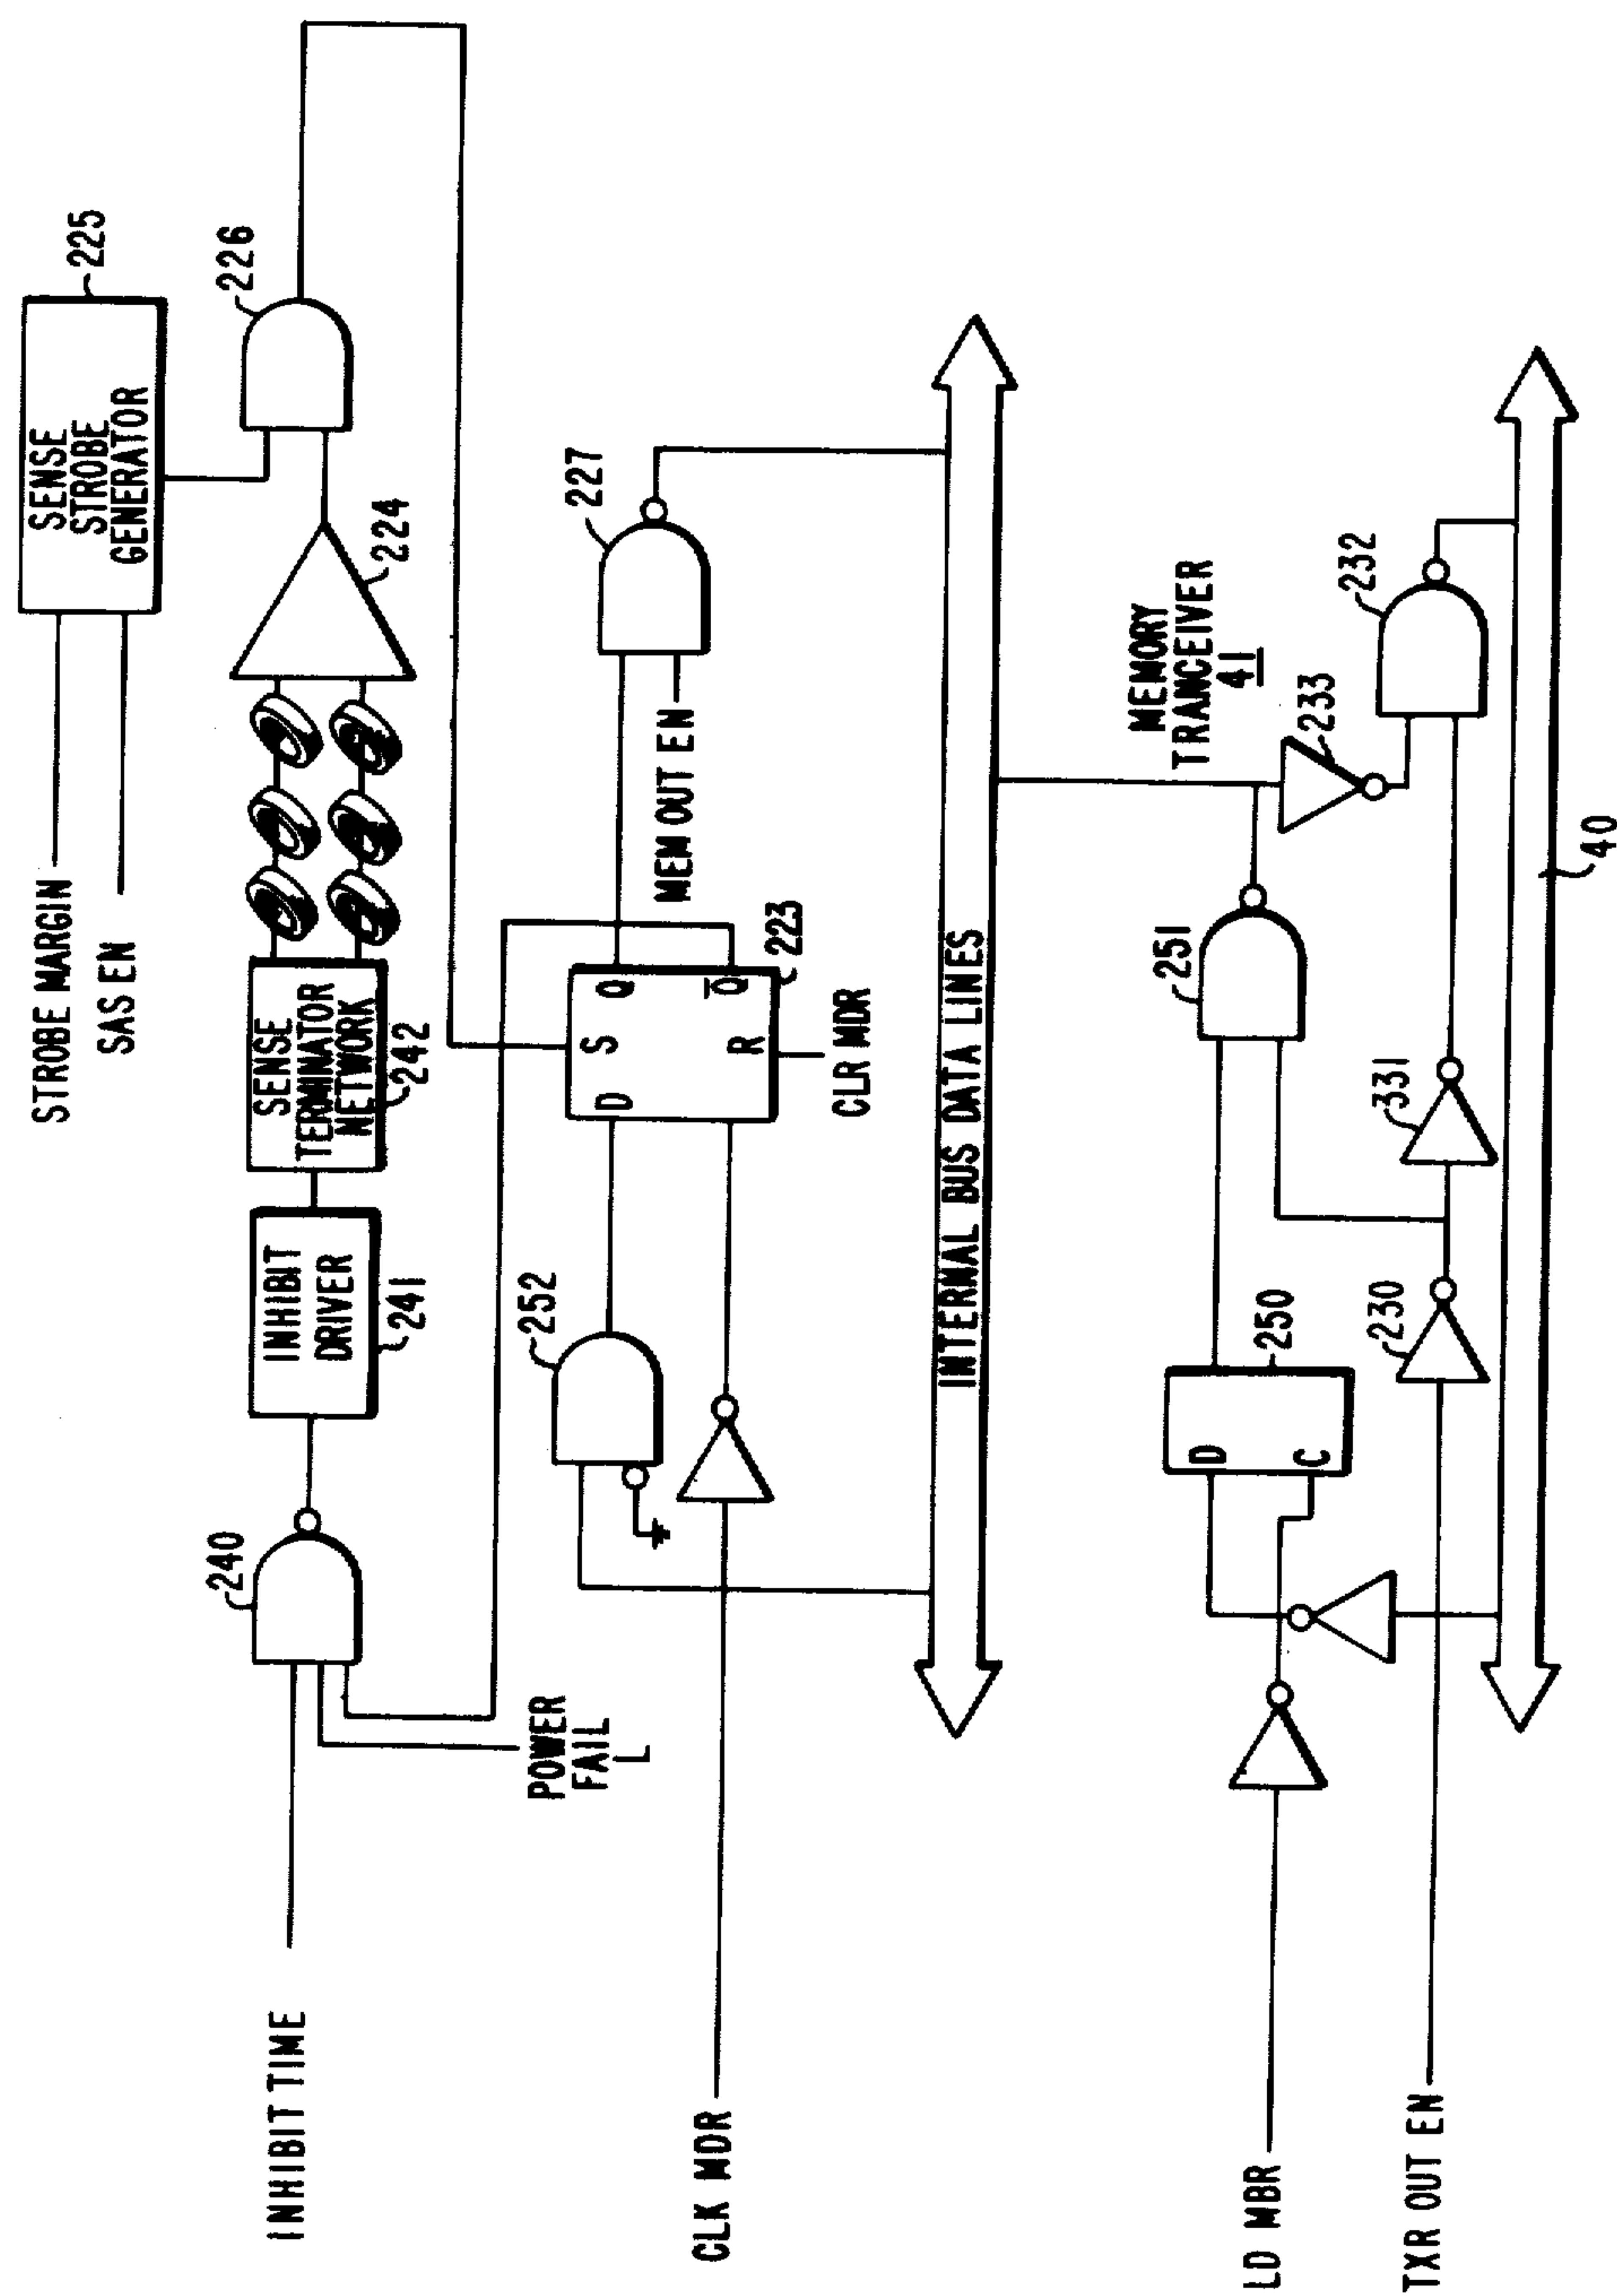 STROBE MARGIN
SAS EN
SENSE
STROBE
GENERATOR
225
226
224
SENSE
TERMINATOR
NETWORK
242
INHIBIT
DRIVER
241
240
INHIBIT TIME
POWER
FAIL
L
252
D
S
Q
R
Q
223
CLR MDR
MEM OUT EN
227
CLK MDR
INTERNAL BUS DATA LINES
MEMORY
TRANCEIVER
41
233
232
251
331
250
D
C
230
LD MBR
TXR OUT EN
40